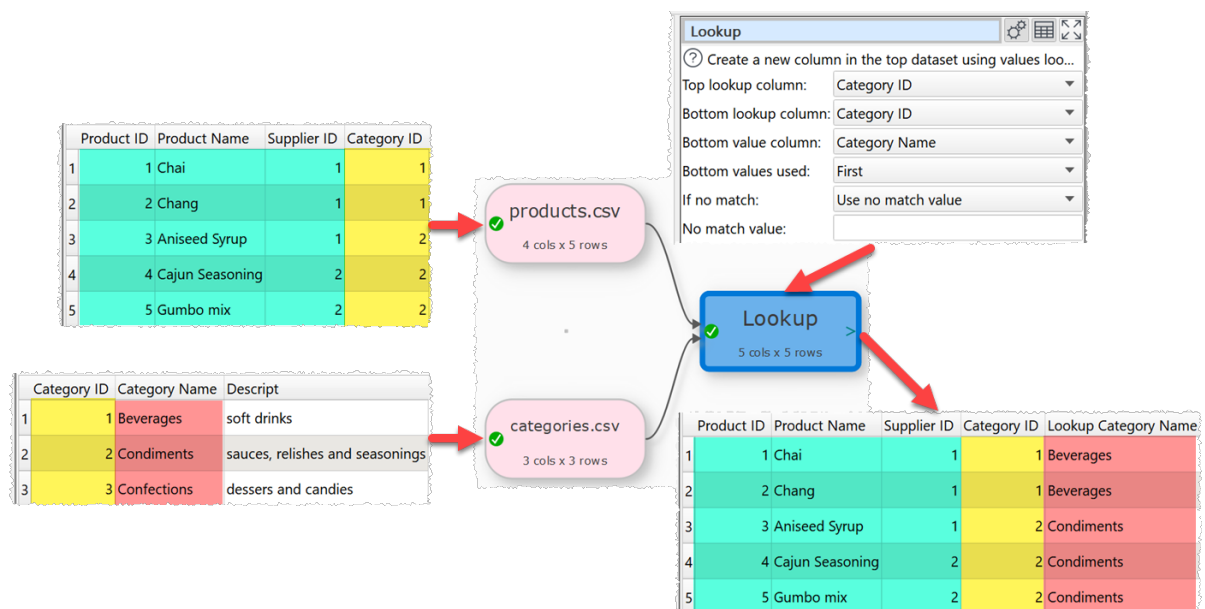 Lookup
Create a new column in the top dataset using values loo...
Top lookup column: Category ID
Bottom lookup column: Category ID
Bottom value column: Category Name
Bottom values used: First
If no match: Use no match value
No match value:
Product ID Product Name Supplier ID Category ID
1 1 Chai 1 1
2 2 Chang 1 1
3 3 Aniseed Syrup 1 2
4 4 Cajun Seasoning 2 2
5 5 Gumbo mix 2 2
products.csv
4 cols x 5 rows
Lookup
5 cols x 5 rows
Category ID Category Name Descript
1 1 Beverages soft drinks
2 2 Condiments sauces, relishes and seasonings
3 3 Confections dessers and candies
categories.csv
3 cols x 3 rows
Product ID Product Name Supplier ID Category ID Lookup Category Name
1 1 Chai 1 1 Beverages
2 2 Chang 1 1 Beverages
3 3 Aniseed Syrup 1 2 Condiments
4 4 Cajun Seasoning 2 2 Condiments
5 5 Gumbo mix 2 2 Condiments